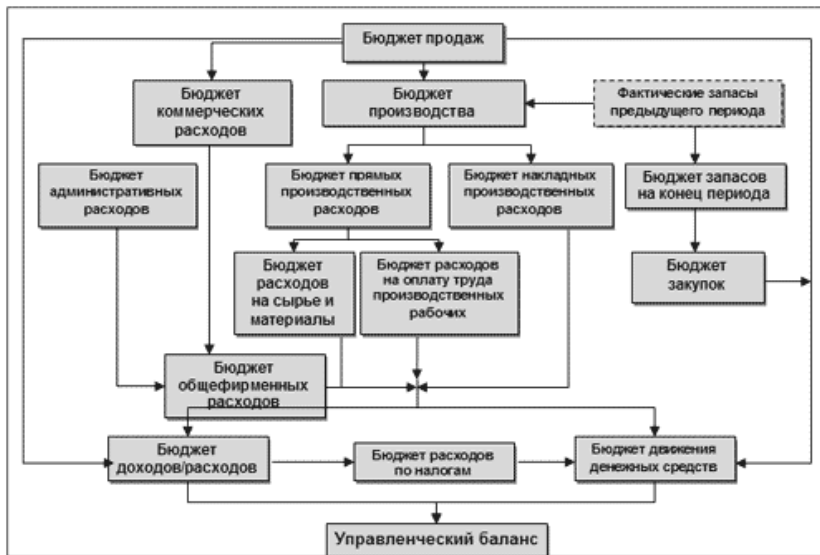 Бюджет продаж
Бюджет
коммерческих
расходов
Бюджет
производства
Фактические запасы
предыдущего периода
Бюджет
административных
расходов
Бюджет прямых
производственных
расходов
Бюджет накладных
производственных
расходов
Бюджет запасов
на конец периода
Бюджет
расходов
на сырье и
материалы
Бюджет расходов
на оплату труда
производственных
рабочих
Бюджет
закупок
Бюджет
общефирменных
расходов
Бюджет
доходов/расходов
Бюджет расходов
по налогам
Бюджет движения
денежных средств
Управленческий баланс